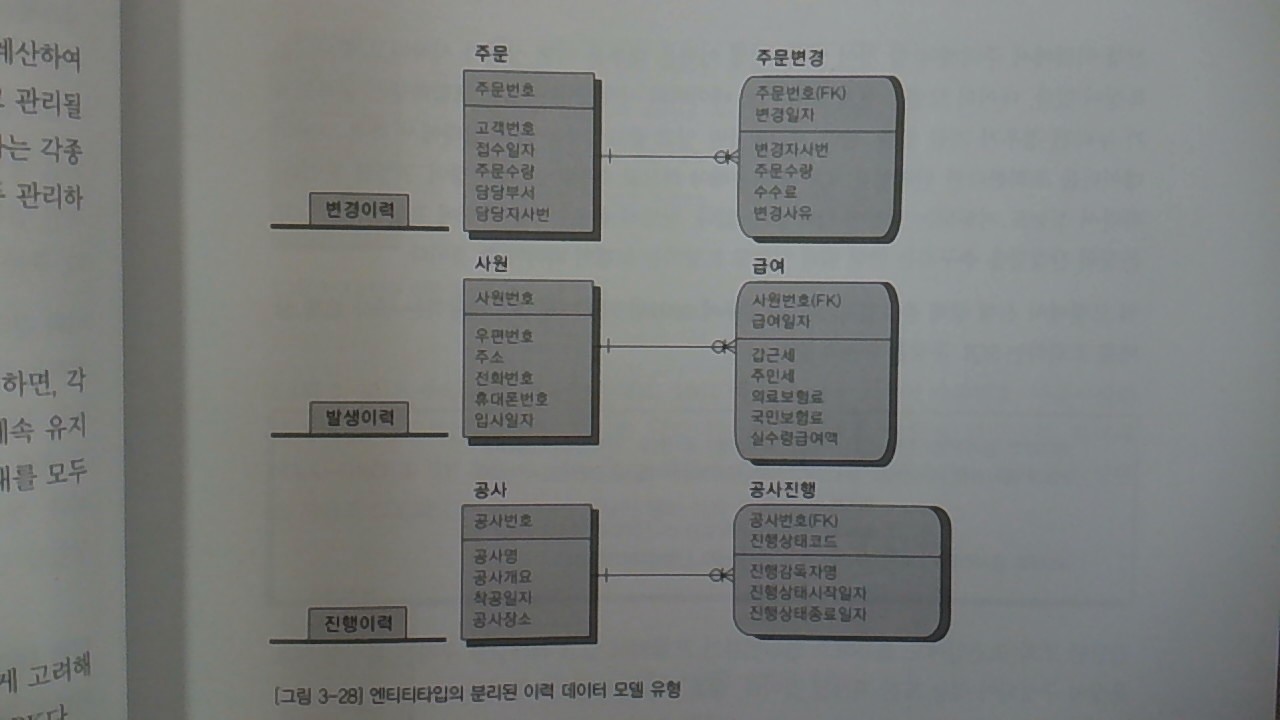 계산하여
관리될
는 각종
관리하
하면, 각
계속 유지
태를 모두
게 고려해
주문
주문번호
고객번호
접수일자
주문수량
담당부서
담당자사번
변경이력
주문변경
주문번호(FK)
변경일자
변경자사번
주문수량
수수료
변경사유
사원
사원번호
우편번호
주소
전화번호
휴대폰번호
입사일자
발생이력
급여
사원번호(FK)
급여일자
갑근세
주민세
의료보험료
국민보험료
실수령급여액
공사
공사번호
공사명
공사개요
착공일자
공사장소
진행이력
공사진행
공사번호(FK)
진행상태코드
진행감독자명
진행상태시작일자
진행상태종료일자
[그림 3-28] 엔티티타입의 분리된 이력 데이터 모델 유형